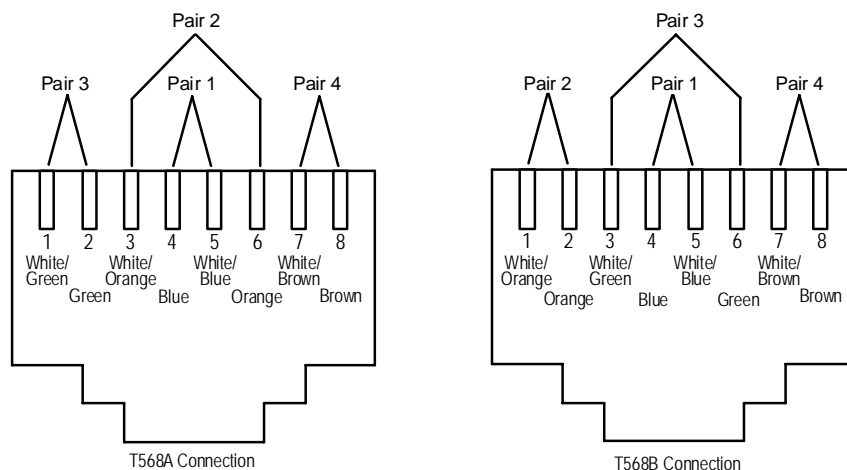 Pair 2
Pair 3
Pair 1
Pair 4
1 2 3 4 5 6 7 8
White/
Green
Green
White/
Orange
Blue
White/
Blue
Orange
White/
Brown
Brown
T568A Connection
Pair 3
Pair 2
Pair 1
Pair 4
1 2 3 4 5 6 7 8
White/
Orange
Orange
White/
Green
Blue
White/
Blue
Green
White/
Brown
Brown
T568B Connection